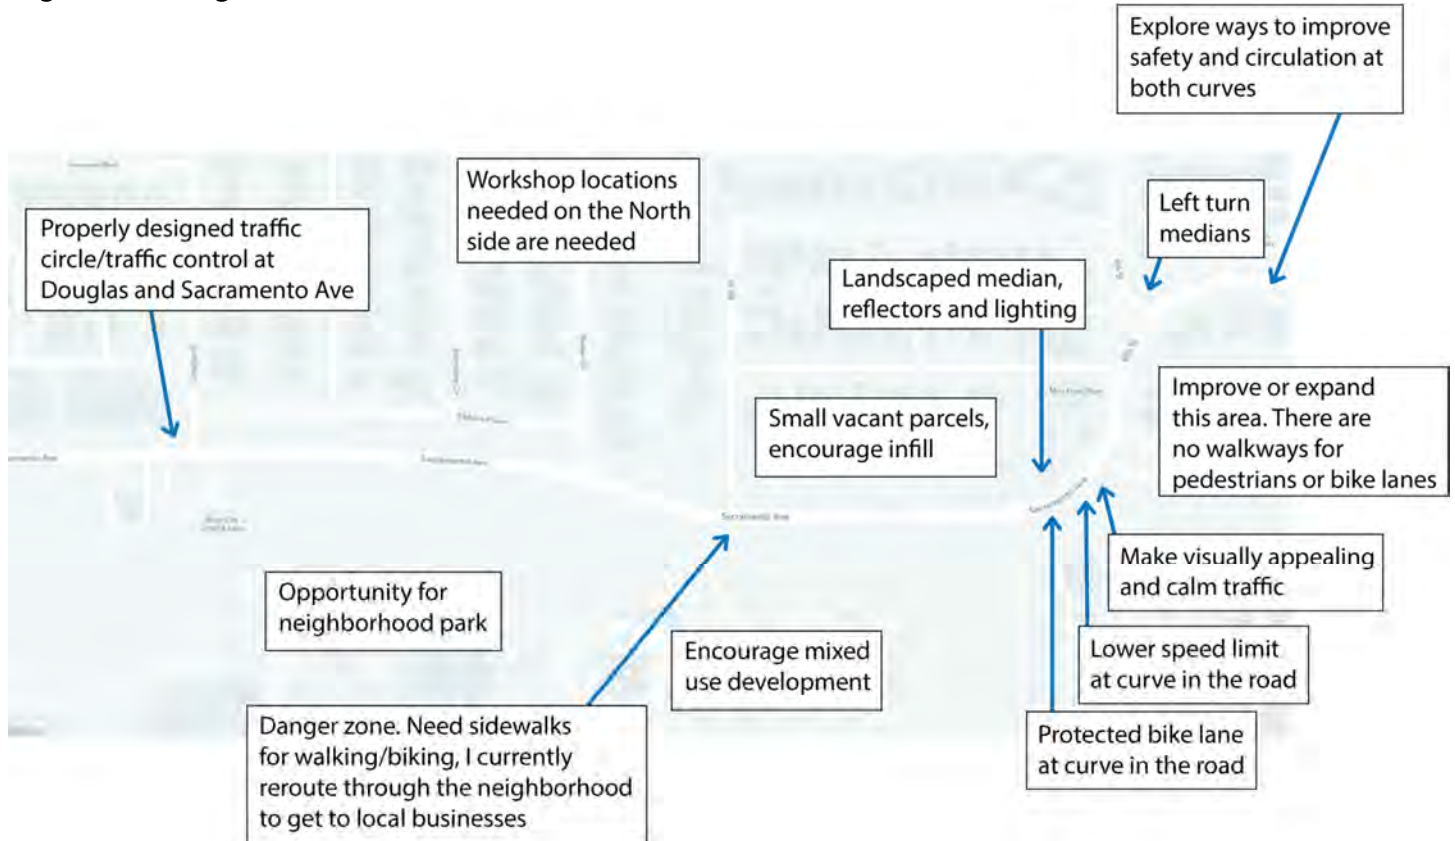 Explore ways to improve
safety and circulation at
both curves
Workshop locations
needed on the North
side are needed
Left turn
medians
Properly designed traffic
circle/traffic control at
Douglas and Sacramento Ave
Landscaped median,
reflectors and lighting
Improve or expand
this area. There are
no walkways for
pedestrians or bike lanes
Small vacant parcels,
encourage infill
Sacramento Ave
Sacramento Ave
Make visually appealing
and calm traffic
Opportunity for
neighborhood park
Encourage mixed
use development
Lower speed limit
at curve in the road
Danger zone. Need sidewalks
for walking/biking, I currently
reroute through the neighborhood
to get to local businesses
Protected bike lane
at curve in the road